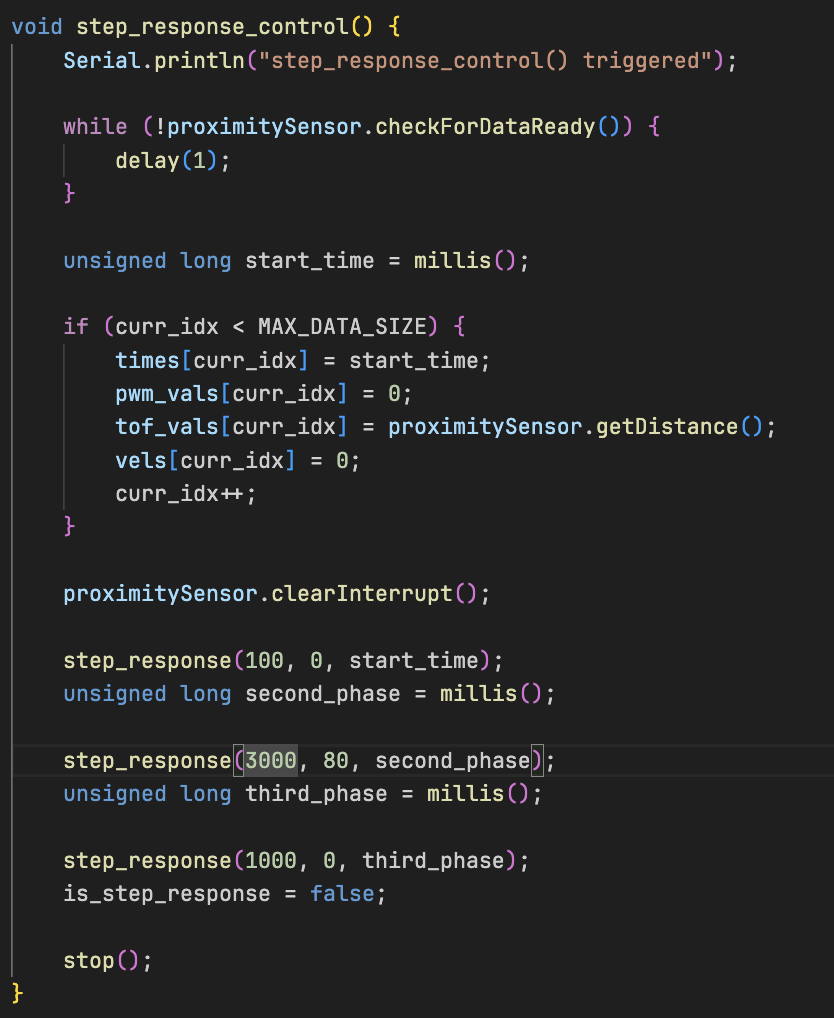 void step_response_control() {
    Serial.println("step_response_control() triggered");

    while (!proximitySensor.checkForDataReady()) {
        delay(1);
    }

    unsigned long start_time = millis();

    if (curr_idx < MAX_DATA_SIZE) {
        times[curr_idx] = start_time;
        pwm_vals[curr_idx] = 0;
        tof_vals[curr_idx] = proximitySensor.getDistance();
        vels[curr_idx] = 0;
        curr_idx++;
    }

    proximitySensor.clearInterrupt();

    step_response(100, 0, start_time);
    unsigned long second_phase = millis();

    step_response(3000, 80, second_phase);
    unsigned long third_phase = millis();

    step_response(1000, 0, third_phase);
    is_step_response = false;

    stop();
}